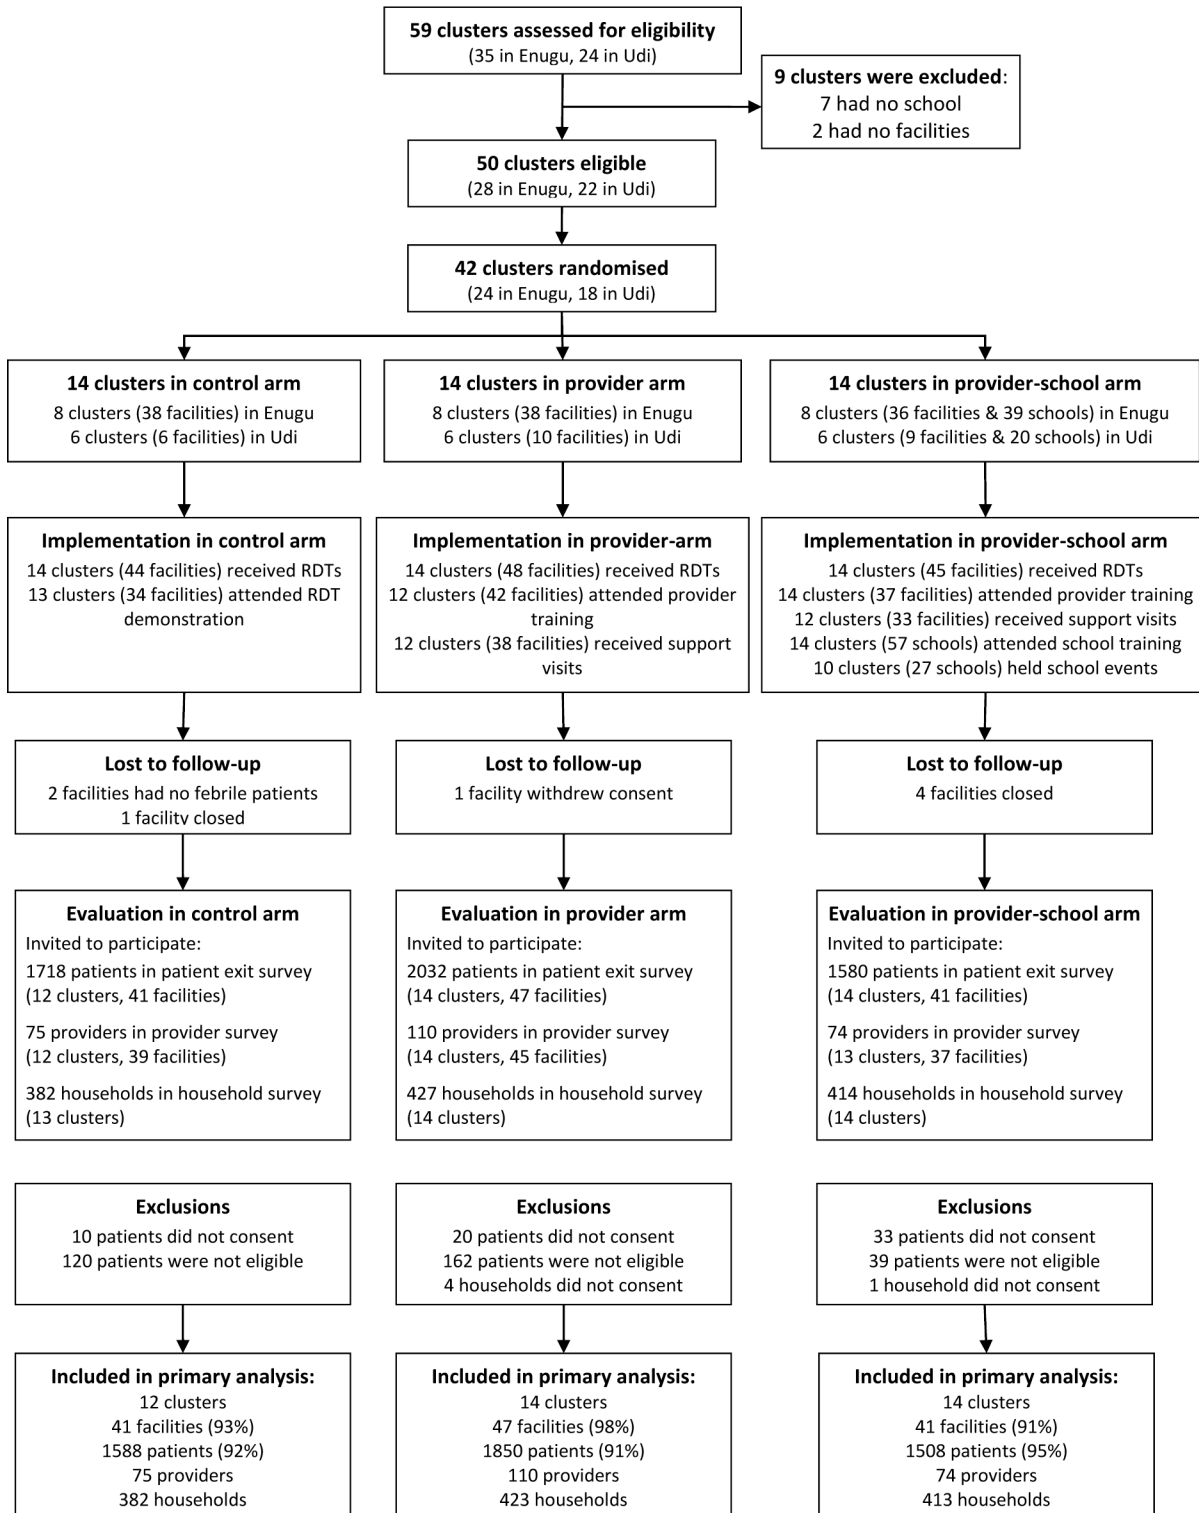 59 clusters assessed for eligibility
(35 in Enugu, 24 in Udi)
9 clusters were excluded:
7 had no school
2 had no facilities
50 clusters eligible
(28 in Enugu, 22 in Udi)
42 clusters randomised
(24 in Enugu, 18 in Udi)
14 clusters in control arm
8 clusters (38 facilities) in Enugu
6 clusters (6 facilities) in Udi
14 clusters in provider arm
8 clusters (38 facilities) in Enugu
6 clusters (10 facilities) in Udi
14 clusters in provider-school arm
8 clusters (36 facilities & 39 schools) in Enugu
6 clusters (9 facilities & 20 schools) in Udi
Implementation in control arm
14 clusters (44 facilities) received RDTs
13 clusters (34 facilities) attended RDT
demonstration
Implementation in provider-arm
14 clusters (48 facilities) received RDTs
12 clusters (42 facilities) attended provider
training
12 clusters (38 facilities) received support
visits
Implementation in provider-school arm
14 clusters (45 facilities) received RDTs
14 clusters (37 facilities) attended provider training
12 clusters (33 facilities) received support visits
14 clusters (57 schools) attended school training
10 clusters (27 schools) held school events
Lost to follow-up
2 facilities had no febrile patients
1 facility closed
Lost to follow-up
1 facility withdrew consent
Lost to follow-up
4 facilities closed
Evaluation in control arm
Invited to participate:
1718 patients in patient exit survey
(12 clusters, 41 facilities)
75 providers in provider survey
(12 clusters, 39 facilities)
382 households in household survey
(13 clusters)
Evaluation in provider arm
Invited to participate:
2032 patients in patient exit survey
(14 clusters, 47 facilities)
110 providers in provider survey
(14 clusters, 45 facilities)
427 households in household survey
(14 clusters)
Evaluation in provider-school arm
Invited to participate:
1580 patients in patient exit survey
(14 clusters, 41 facilities)
74 providers in provider survey
(13 clusters, 37 facilities)
414 households in household survey
(14 clusters)
Exclusions
10 patients did not consent
120 patients were not eligible
Exclusions
20 patients did not consent
162 patients were not eligible
4 households did not consent
Exclusions
33 patients did not consent
39 patients were not eligible
1 household did not consent
Included in primary analysis:
12 clusters
41 facilities (93%)
1588 patients (92%)
75 providers
382 households
Included in primary analysis:
14 clusters
47 facilities (98%)
1850 patients (91%)
110 providers
423 households
Included in primary analysis:
14 clusters
41 facilities (91%)
1508 patients (95%)
74 providers
413 households